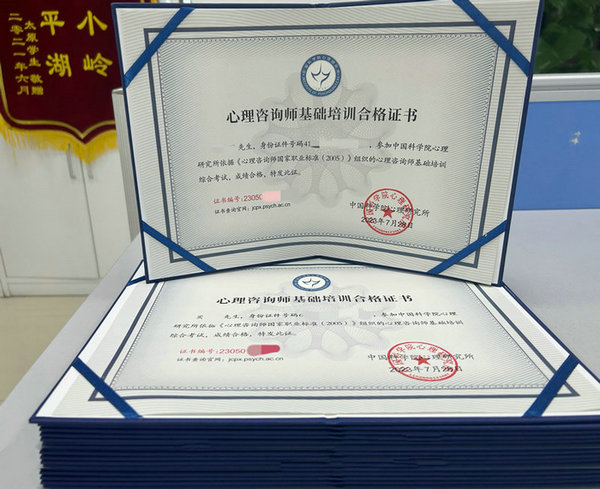 小岭
平湖
太原学生敬赠
二零二一年六月
心理咨询师基础培训合格证书
先生，身份证件号码41 ，参加中国科学院心理
研究所依据《心理咨询师国家职业标准（2005）》组织的心理咨询师基础培训
综合考试，成绩合格，特发此证。
证书编号：23050
证书查询官网：jcpx.psych.ac.cn
中国科学院心理研究所
2023年7月28日
心理咨询师基础培训合格证书
买 先生，身份证件号码6 ，参加中国科学院心理
研究所依据《心理咨询师国家职业标准（2005）》组织的心理咨询师基础培训
综合考试，成绩合格，特发此证。
证书编号：23050
证书查询官网：jcpx.psych.ac.cn
中国科学院心理研究所
2023年7月28日